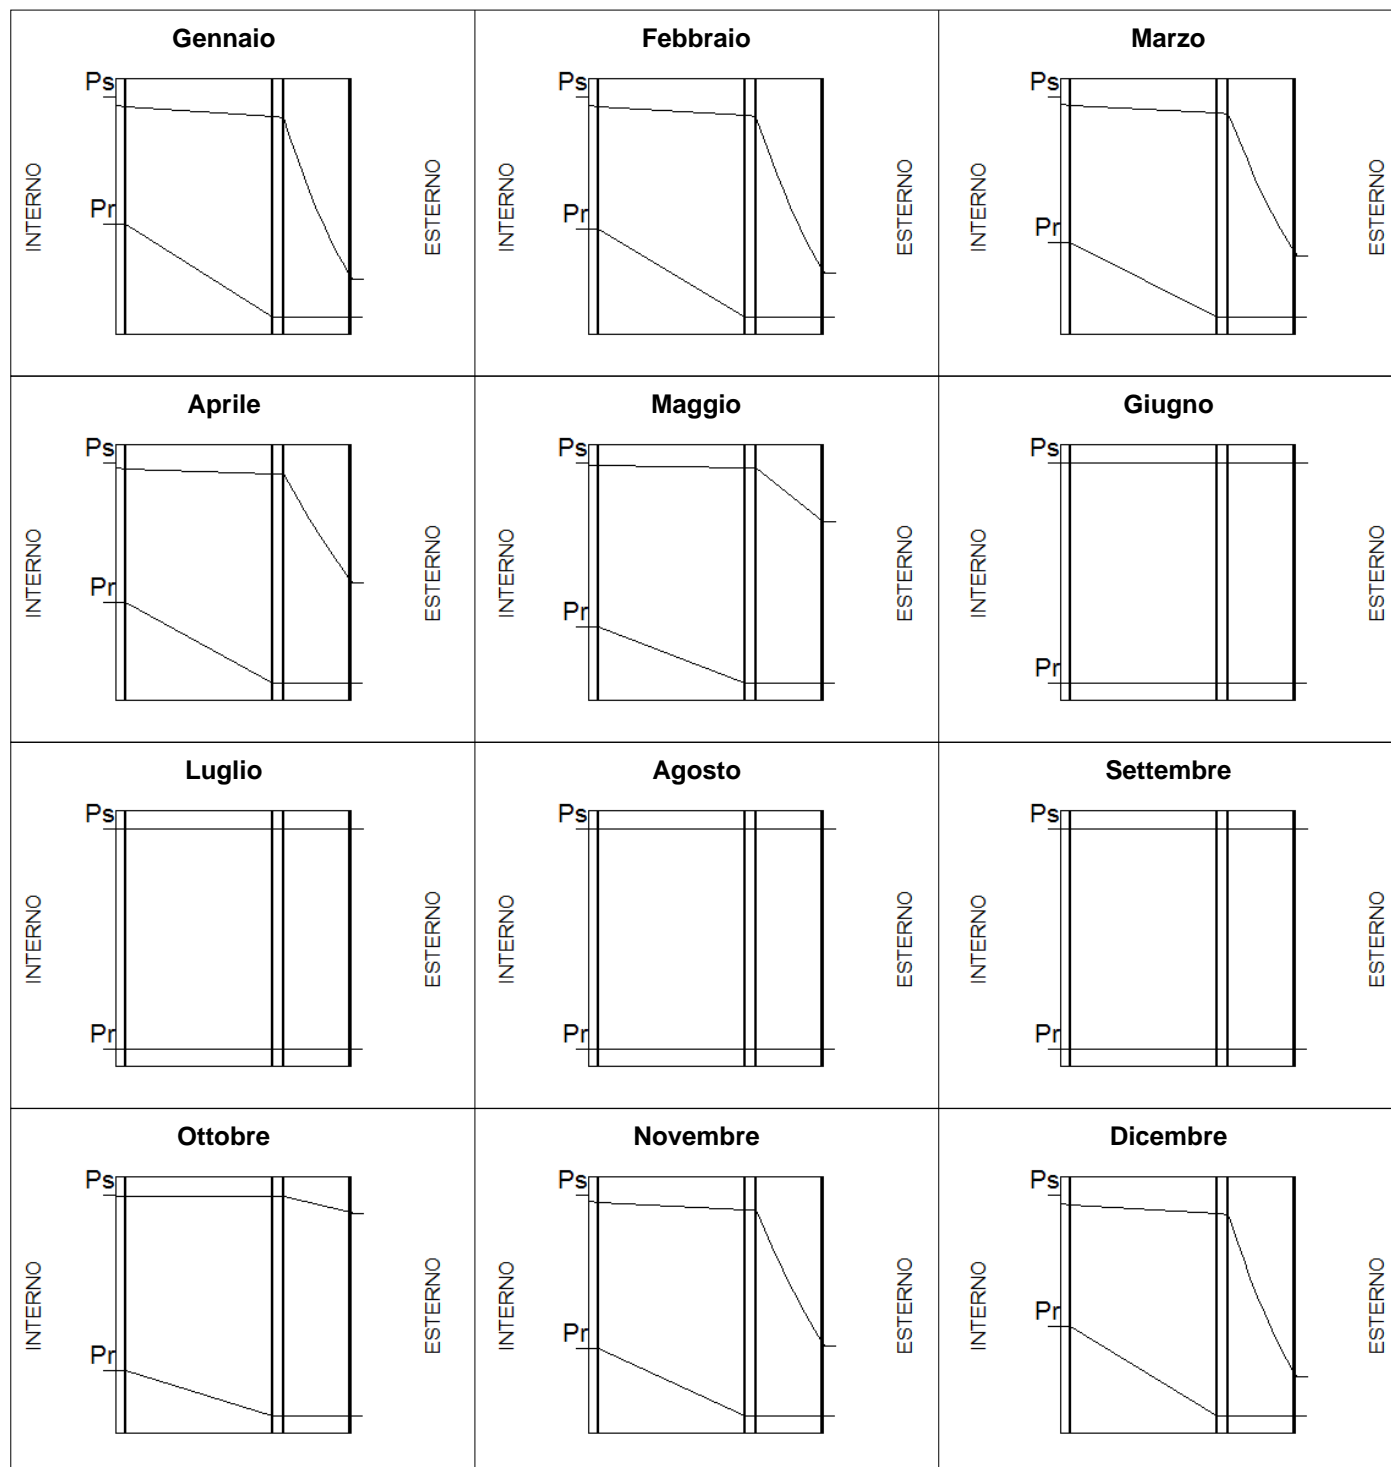 Gennaio
Febbraio
Marzo
Ps
Pr
INTERNO
ESTERNO
Ps
Pr
INTERNO
ESTERNO
Ps
Pr
INTERNO
ESTERNO
Aprile
Maggio
Giugno
Ps
Pr
INTERNO
ESTERNO
Ps
Pr
INTERNO
ESTERNO
Ps
Pr
INTERNO
ESTERNO
Luglio
Agosto
Settembre
Ps
Pr
INTERNO
ESTERNO
Ps
Pr
INTERNO
ESTERNO
Ps
Pr
INTERNO
ESTERNO
Ottobre
Novembre
Dicembre
Ps
Pr
INTERNO
ESTERNO
Ps
Pr
INTERNO
ESTERNO
Ps
Pr
INTERNO
ESTERNO